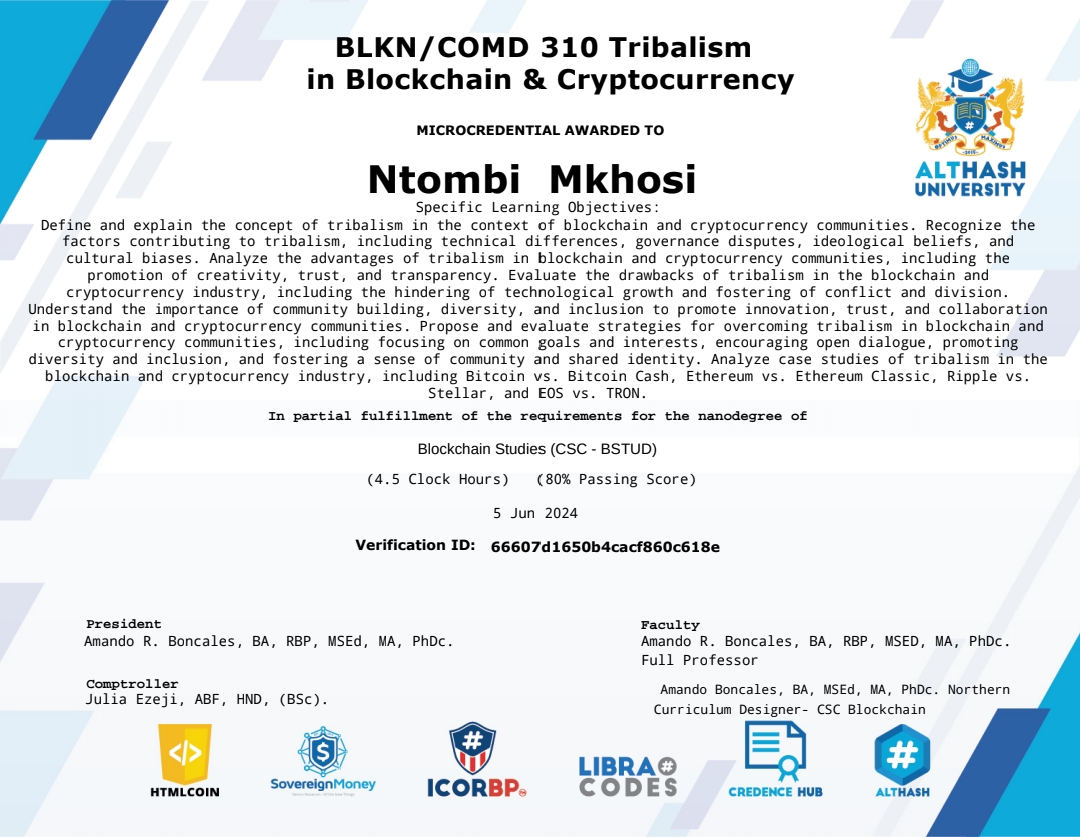 BLKN/COMD 310 Tribalism
in Blockchain & Cryptocurrency
MICROCREDENTIAL AWARDED TO
Ntombi Mkhosi
OPTIMUS MAXIMUS
ALTHASH
UNIVERSITY
Specific Learning Objectives:
Define and explain the concept of tribalism in the context of blockchain and cryptocurrency communities. Recognize the
factors contributing to tribalism, including technical differences, governance disputes, ideological beliefs, and
cultural biases. Analyze the advantages of tribalism in blockchain and cryptocurrency communities, including the
promotion of creativity, trust, and transparency. Evaluate the drawbacks of tribalism in the blockchain and
cryptocurrency industry, including the hindering of technological growth and fostering of conflict and division.
Understand the importance of community building, diversity, and inclusion to promote innovation, trust, and collaboration
in blockchain and cryptocurrency communities. Propose and evaluate strategies for overcoming tribalism in blockchain and
cryptocurrency communities, including focusing on common goals and interests, encouraging open dialogue, promoting
diversity and inclusion, and fostering a sense of community and shared identity. Analyze case studies of tribalism in the
blockchain and cryptocurrency industry, including Bitcoin vs. Bitcoin Cash, Ethereum vs. Ethereum Classic, Ripple vs.
Stellar, and EOS vs. TRON.
In partial fulfillment of the requirements for the nanodegree of
Blockchain Studies (CSC - BSTUD)
(4.5 Clock Hours) (80% Passing Score)
5 Jun 2024
Verification ID: 66607d1650b4cacf860c618e
President
Amando R. Boncales, BA, RBP, MSEd, MA, PhDc.
Comptroller
Julia Ezeji, ABF, HND, (BSc).
Faculty
Amando R. Boncales, BA, RBP, MSED, MA, PhDc.
Full Professor
Amando Boncales, BA, MSEd, MA, PhDc. Northern
Curriculum Designer- CSC Blockchain
HTMLCOIN
SovereignMoney
ICORBP
LIBRA#
CODES
CREDENCE HUB
ALTHASH